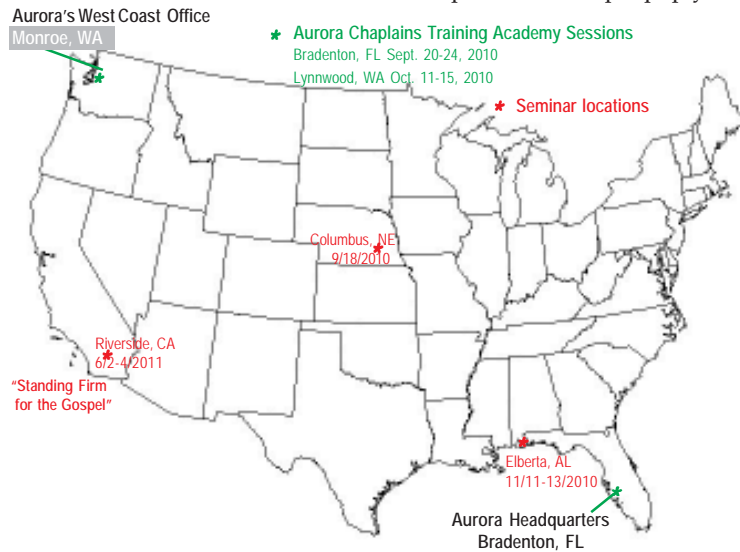 Aurora's West Coast Office
Monroe, WA
* Aurora Chaplains Training Academy Sessions
Bradenton, FL Sept. 20-24, 2010
Lynnwood, WA Oct. 11-15, 2010
* Seminar locations
Columbus, NE
9/18/2010
Riverside, CA
6/2-4/2011
"Standing Firm
for the Gospel"
Elberta, AL
11/11-13/2010
Aurora Headquarters
Bradenton, FL